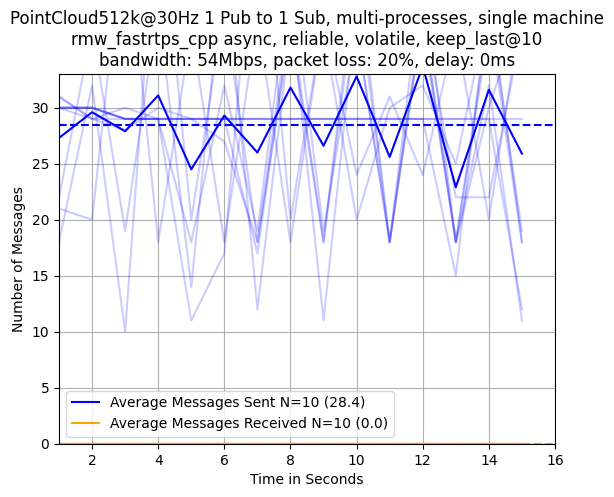 PointCloud512k@30Hz 1 Pub to 1 Sub, multi-processes, single machine
rmw_fastrtps_cpp async, reliable, volatile, keep_last@10
bandwidth: 54Mbps, packet loss: 20%, delay: 0ms
30
25
20
15
10
5
0
Number of Messages
Average Messages Sent N=10 (28.4)
Average Messages Received N=10 (0.0)
2 4 6 8 10 12 14 16
Time in Seconds